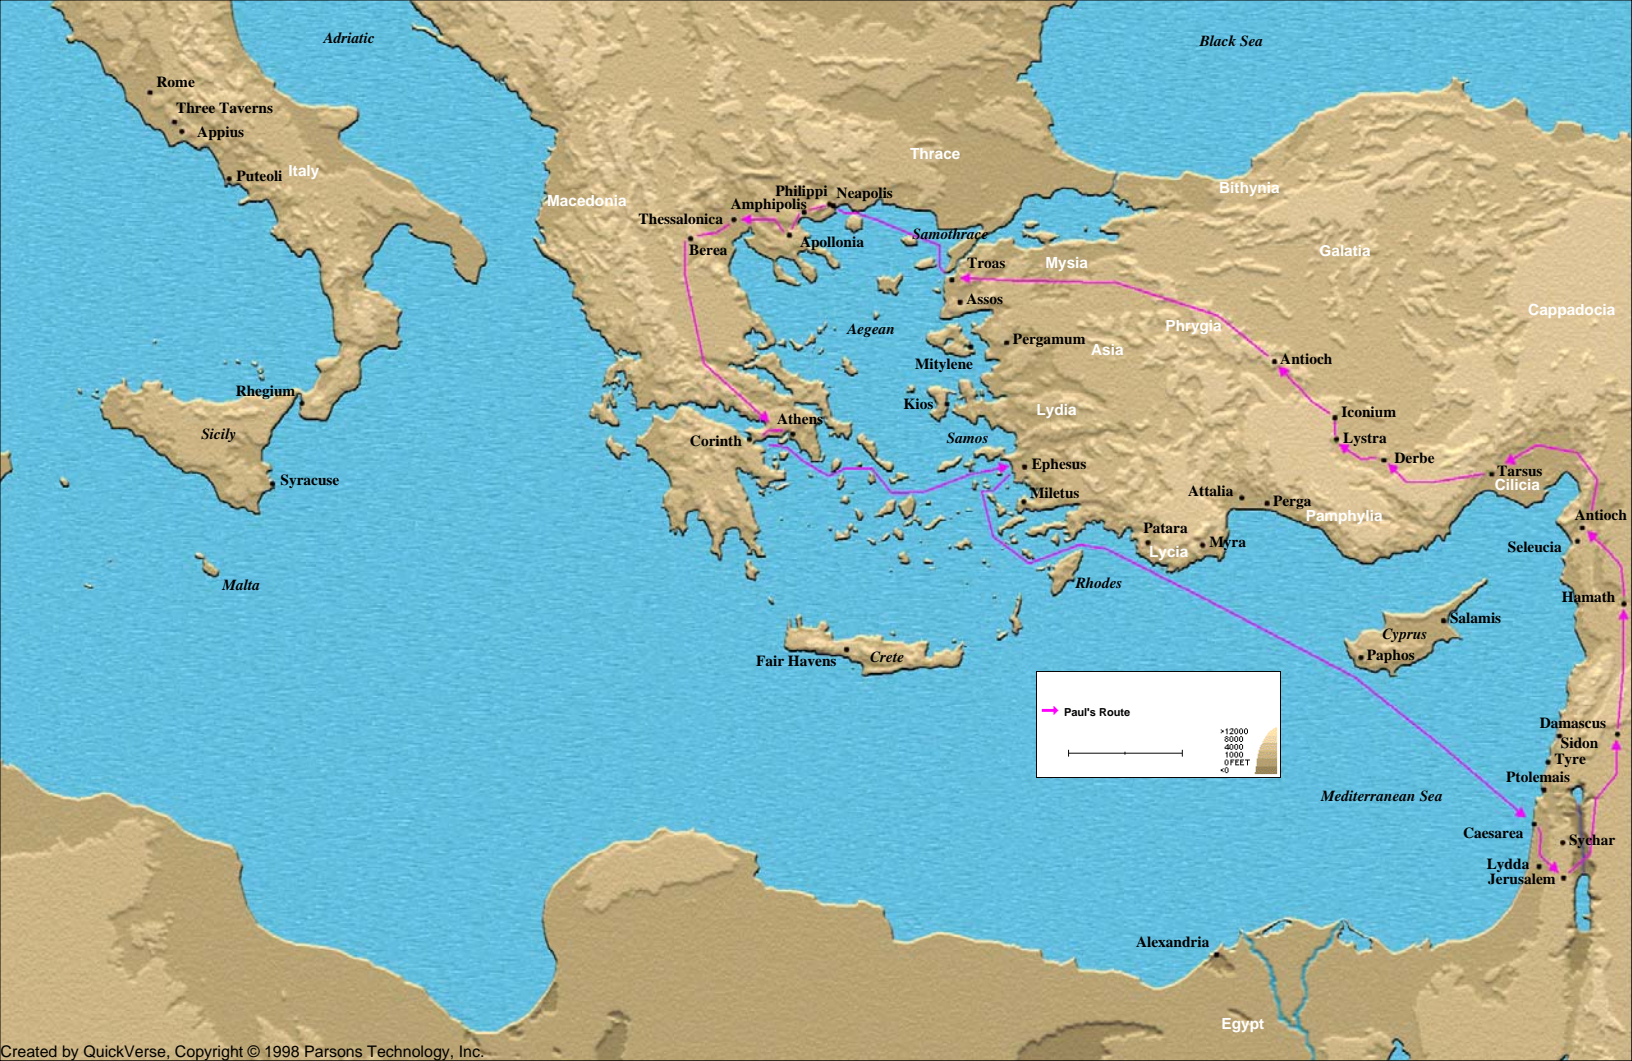 Adriatic
Black Sea
Rome
Three Taverns
Appius
Italy
Puteoli
Thrace
Macedonia
Philippi
Neapolis
Amphipolis
Thessalonica
Apollonia
Berea
Samothrace
Bithynia
Troas
Mysia
Galatia
Assos
Cappadocia
Aegean
Phrygia
Pergamum
Asia
Mitylene
Antioch
Rhegium
Kios
Lydia
Iconium
Sicily
Athens
Corinth
Samos
Lystra
Derbe
Ephesus
Tarsus
Cilicia
Syracuse
Miletus
Attalia
Perga
Pamphylia
Antioch
Patara
Lycia
Myra
Seleucia
Malta
Rhodes
Hamath
Salamis
Cyprus
Paphos
Fair Havens
Crete
Paul's Route
>12000
8000
4000
1000
0FEET
<0
Damascus
Sidon
Tyre
Ptolemais
Mediterranean Sea
Caesarea
Sychar
Lydda
Jerusalem
Alexandria
Egypt
Created by QuickVerse, Copyright © 1998 Parsons Technology, Inc.